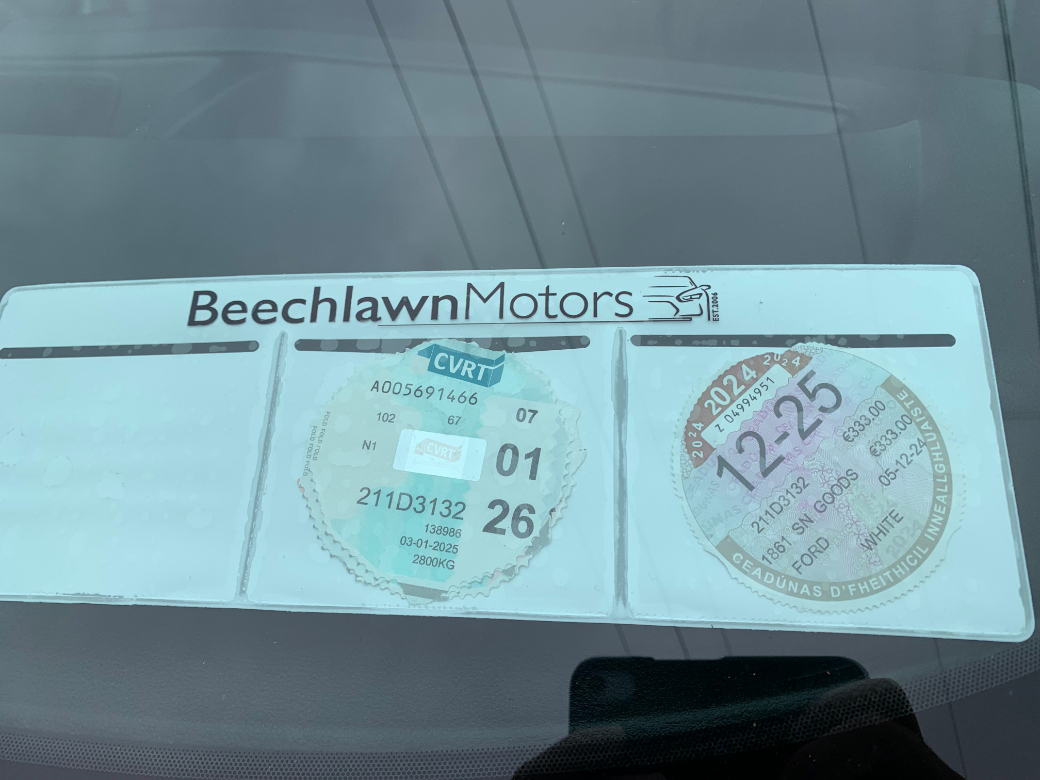 BeechlawnMotors
EST.2006
CVRT
A005691466
102 67 07
N1 CVRT 01
211D3132 26
138986
03-01-2025
2800KG
2024 2024 2024
Z 04994951
12-25
€333.00
€333.00
211D3132 05-12-24
1861 SN GOODS
FORD WHITE
CEADÚNAS D'FHEITHICIL INNEALLGHLUAISTE